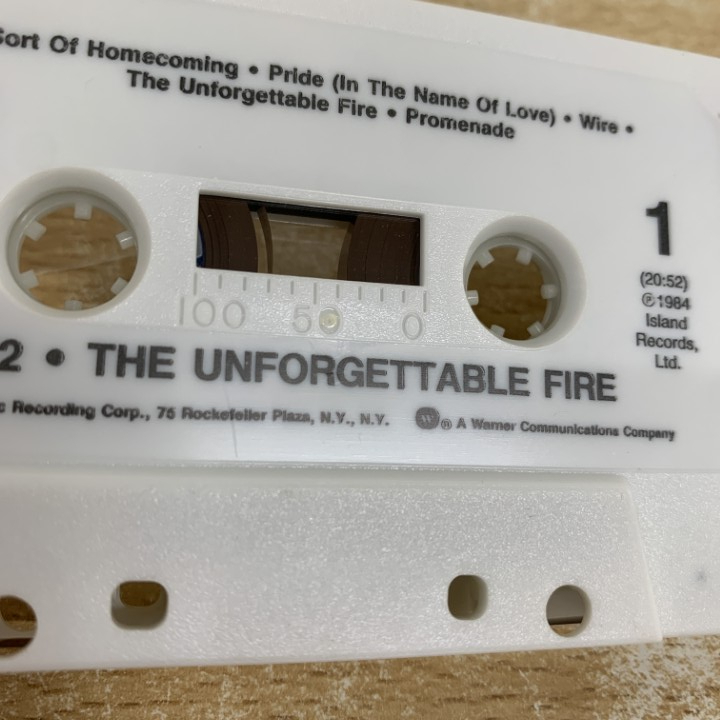 Sort Of Homecoming • Pride (In The Name Of Love) • Wire •
The Unforgettable Fire • Promenade
1
(20:52)
℗1984
Island
Records,
Ltd.
100 50 0
2 • THE UNFORGETTABLE FIRE
c Recording Corp., 75 Rockefeller Plaza, N.Y., N.Y. W® A Warner Communications Company